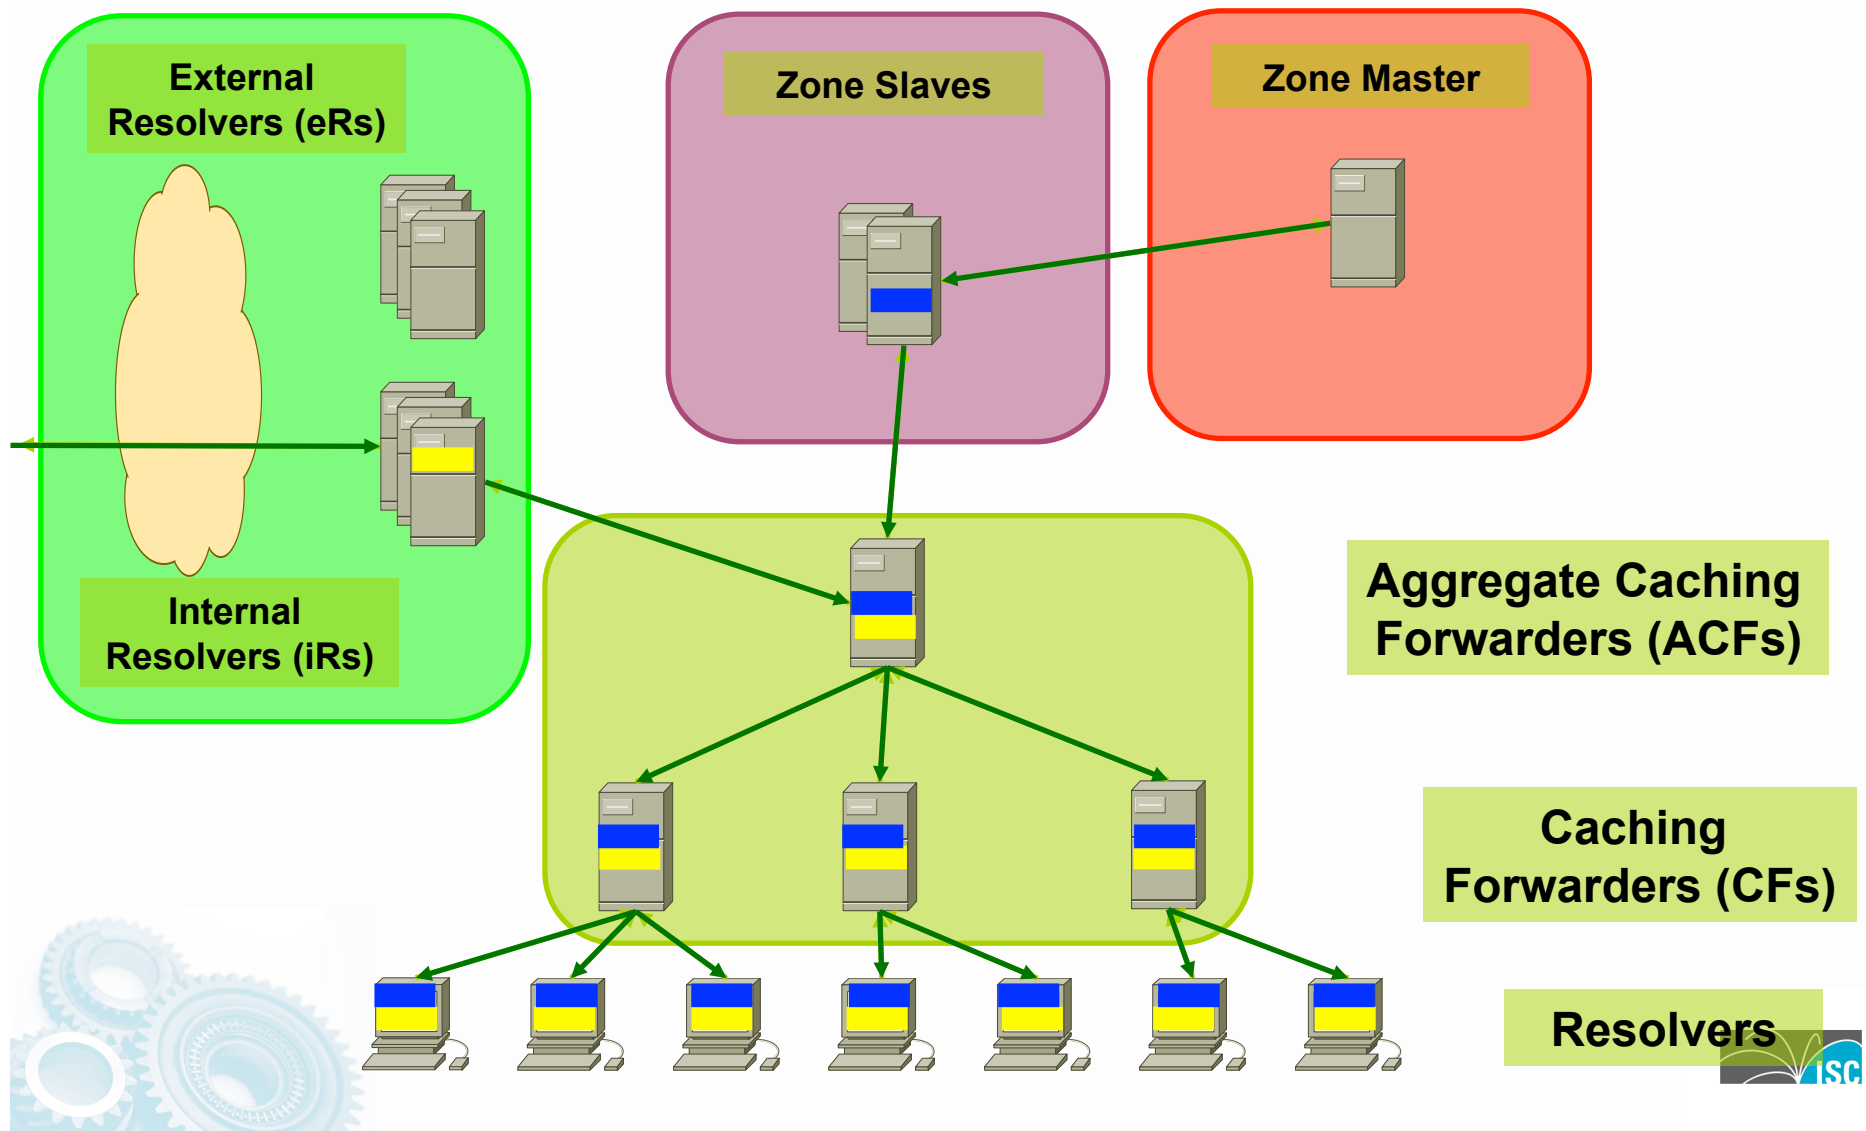 External
Resolvers (eRs)
Zone Slaves
Zone Master
Internal
Resolvers (iRs)
Aggregate Caching
Forwarders (ACFs)
Caching
Forwarders (CFs)
Resolvers
ISC